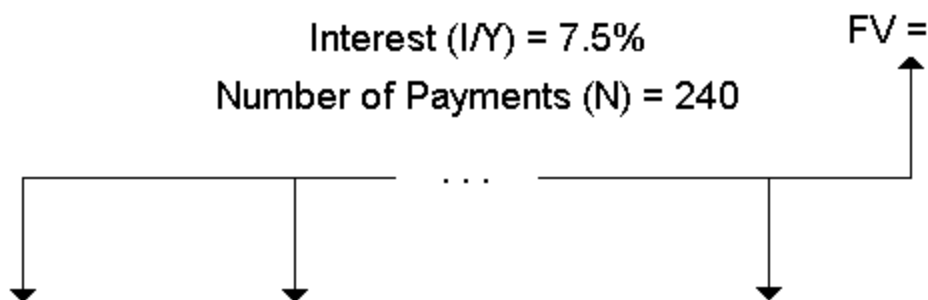 Interest (I/Y) = 7.5%
FV =
Number of Payments (N) = 240
. . .